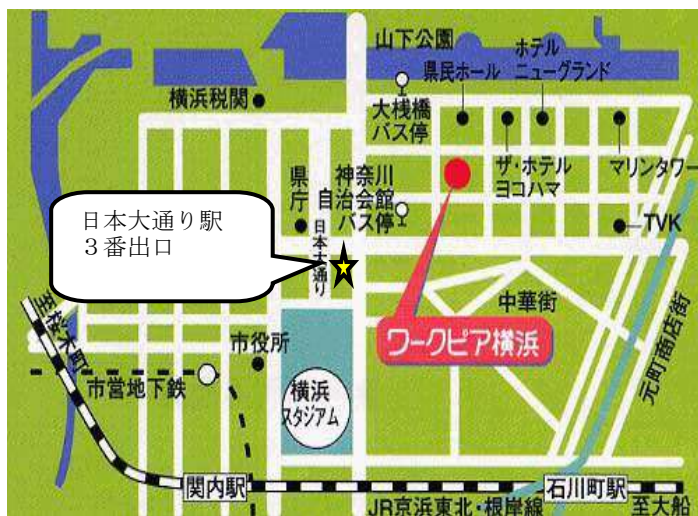 山下公園
ホテル
ニューグランド
県民ホール
横浜税関
大桟橋
バス停
ザ・ホテル
ヨコハマ
マリンタワー
県庁
神奈川
自治会館
バス停
日本大通り駅
３番出口
日本大通り
TVK
中華街
ワークピア横浜
元町商店街
至桜木町
市役所
市営地下鉄
横浜
スタジアム
関内駅
石川町駅
JR京浜東北・根岸線
至大船